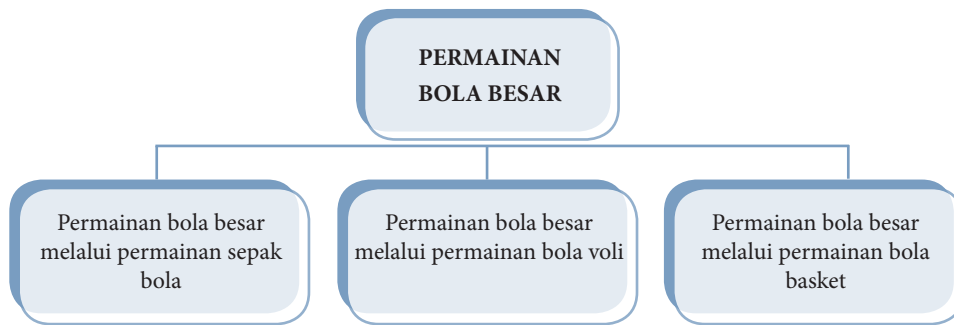 PERMAINAN
BOLA BESAR
Permainan bola besar
melalui permainan sepak
bola
Permainan bola besar
melalui permainan bola voli
Permainan bola besar
melalui permainan bola
basket